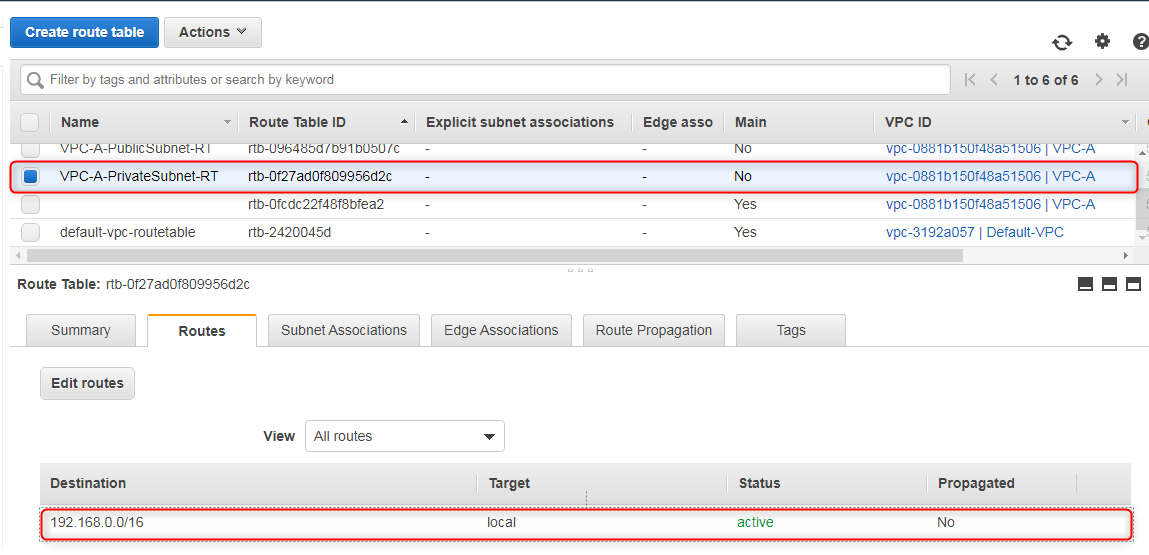 Create route table Actions
Filter by tags and attributes or search by keyword 1 to 6 of 6
Name Route Table ID Explicit subnet associations Edge asso Main VPC ID
VPC-A-PublicSubnet-RT rtb-096485d7b91b0507c - - No vpc-0881b150f48a51506 | VPC-A
VPC-A-PrivateSubnet-RT rtb-0f27ad0f809956d2c - - No vpc-0881b150f48a51506 | VPC-A
rtb-0fcdc22f48f8bfea2 - - Yes vpc-0881b150f48a51506 | VPC-A
default-vpc-routetable rtb-2420045d - - Yes vpc-3192a057 | Default-VPC
Route Table: rtb-0f27ad0f809956d2c
Summary Routes Subnet Associations Edge Associations Route Propagation Tags
Edit routes
View All routes
Destination Target Status Propagated
192.168.0.0/16 local active No